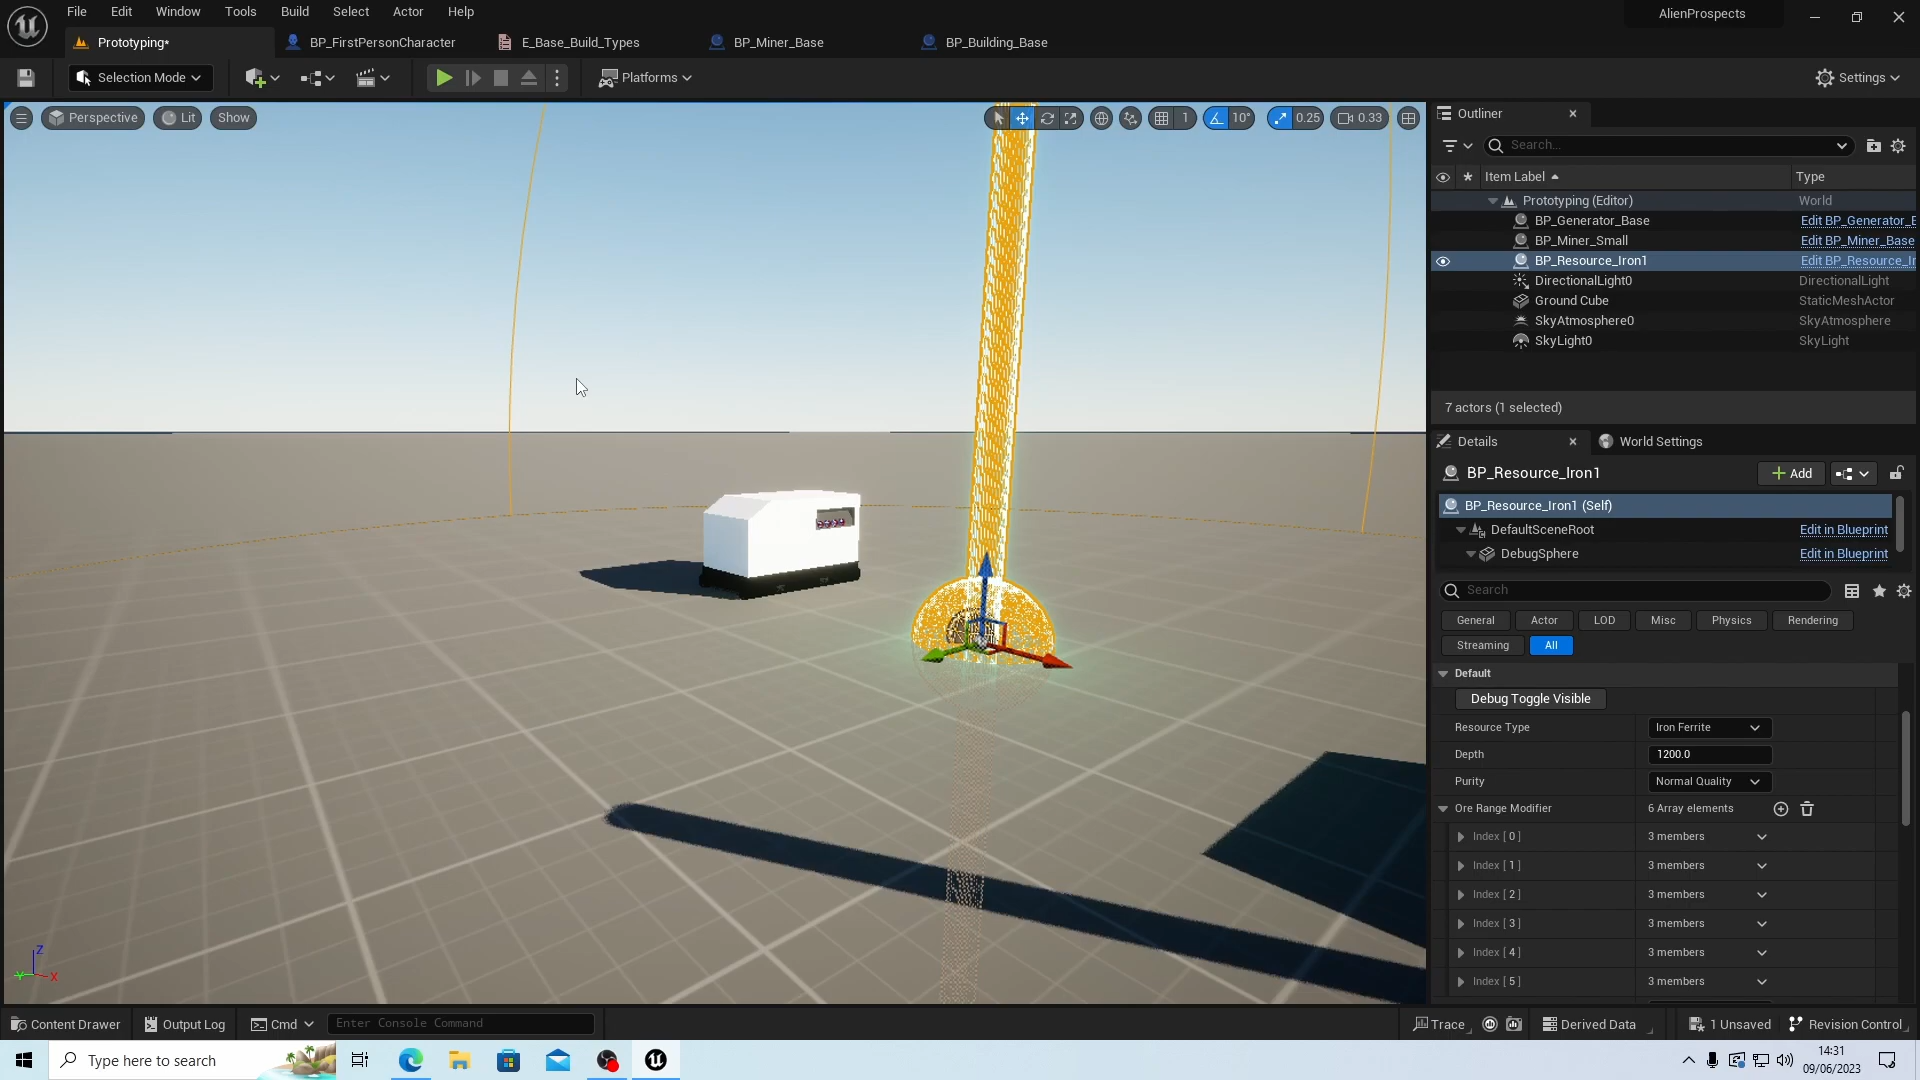 File Edit Window Tools Build Select Actor Help
AlienProspects
Prototyping* BP_FirstPersonCharacter E_Base_Build_Types BP_Miner_Base BP_Building_Base
Selection Mode Platforms Settings
Perspective Lit Show 1 10° 0.25 0.33
Outliner
Search...
Item Label Type
Prototyping (Editor) World
BP_Generator_Base Edit BP_Generator_E
BP_Miner_Small Edit BP_Miner_Base
BP_Resource_Iron1 Edit BP_Resource_Ir
DirectionalLight0 DirectionalLight
Ground Cube StaticMeshActor
SkyAtmosphere0 SkyAtmosphere
SkyLight0 SkyLight
7 actors (1 selected)
Details World Settings
BP_Resource_Iron1 Add
BP_Resource_Iron1 (Self)
DefaultSceneRoot Edit in Blueprint
DebugSphere Edit in Blueprint
Search
General Actor LOD Misc Physics Rendering
Streaming All
Default
Debug Toggle Visible
Resource Type Iron Ferrite
Depth 1200.0
Purity Normal Quality
Ore Range Modifier 6 Array elements
Index [ 0 ] 3 members
Index [ 1 ] 3 members
Index [ 2 ] 3 members
Index [ 3 ] 3 members
Index [ 4 ] 3 members
Index [ 5 ] 3 members
Z
Y X
Content Drawer Output Log Cmd Enter Console Command Trace Derived Data 1 Unsaved Revision Control
Type here to search
14:31
09/06/2023